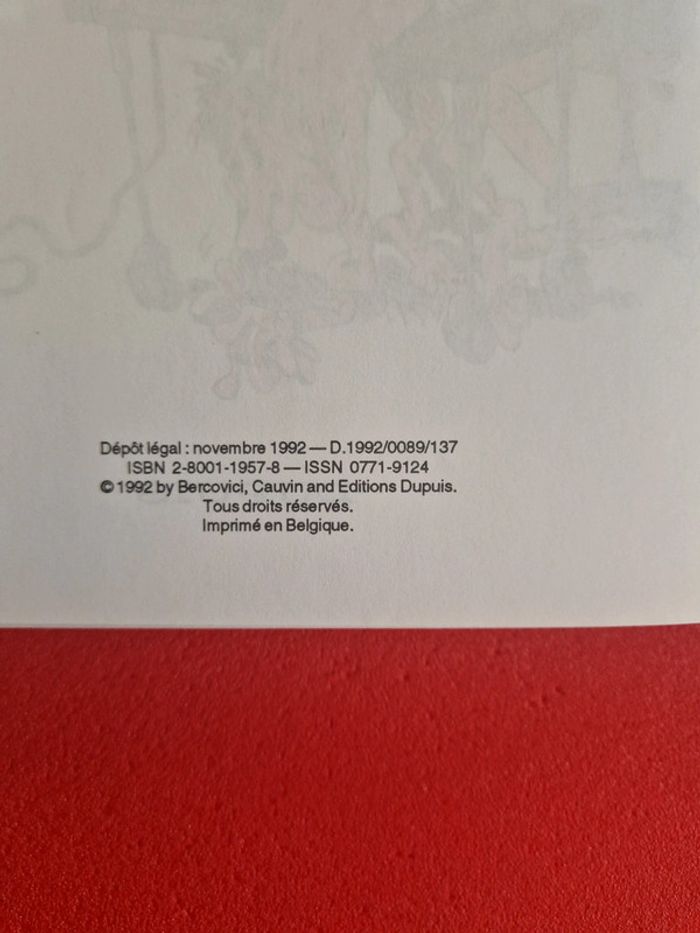 Dépôt légal : novembre 1992 — D.1992/0089/137
ISBN 2-8001-1957-8 — ISSN 0771-9124
© 1992 by Bercovici, Cauvin and Editions Dupuis.
Tous droits réservés.
Imprimé en Belgique.